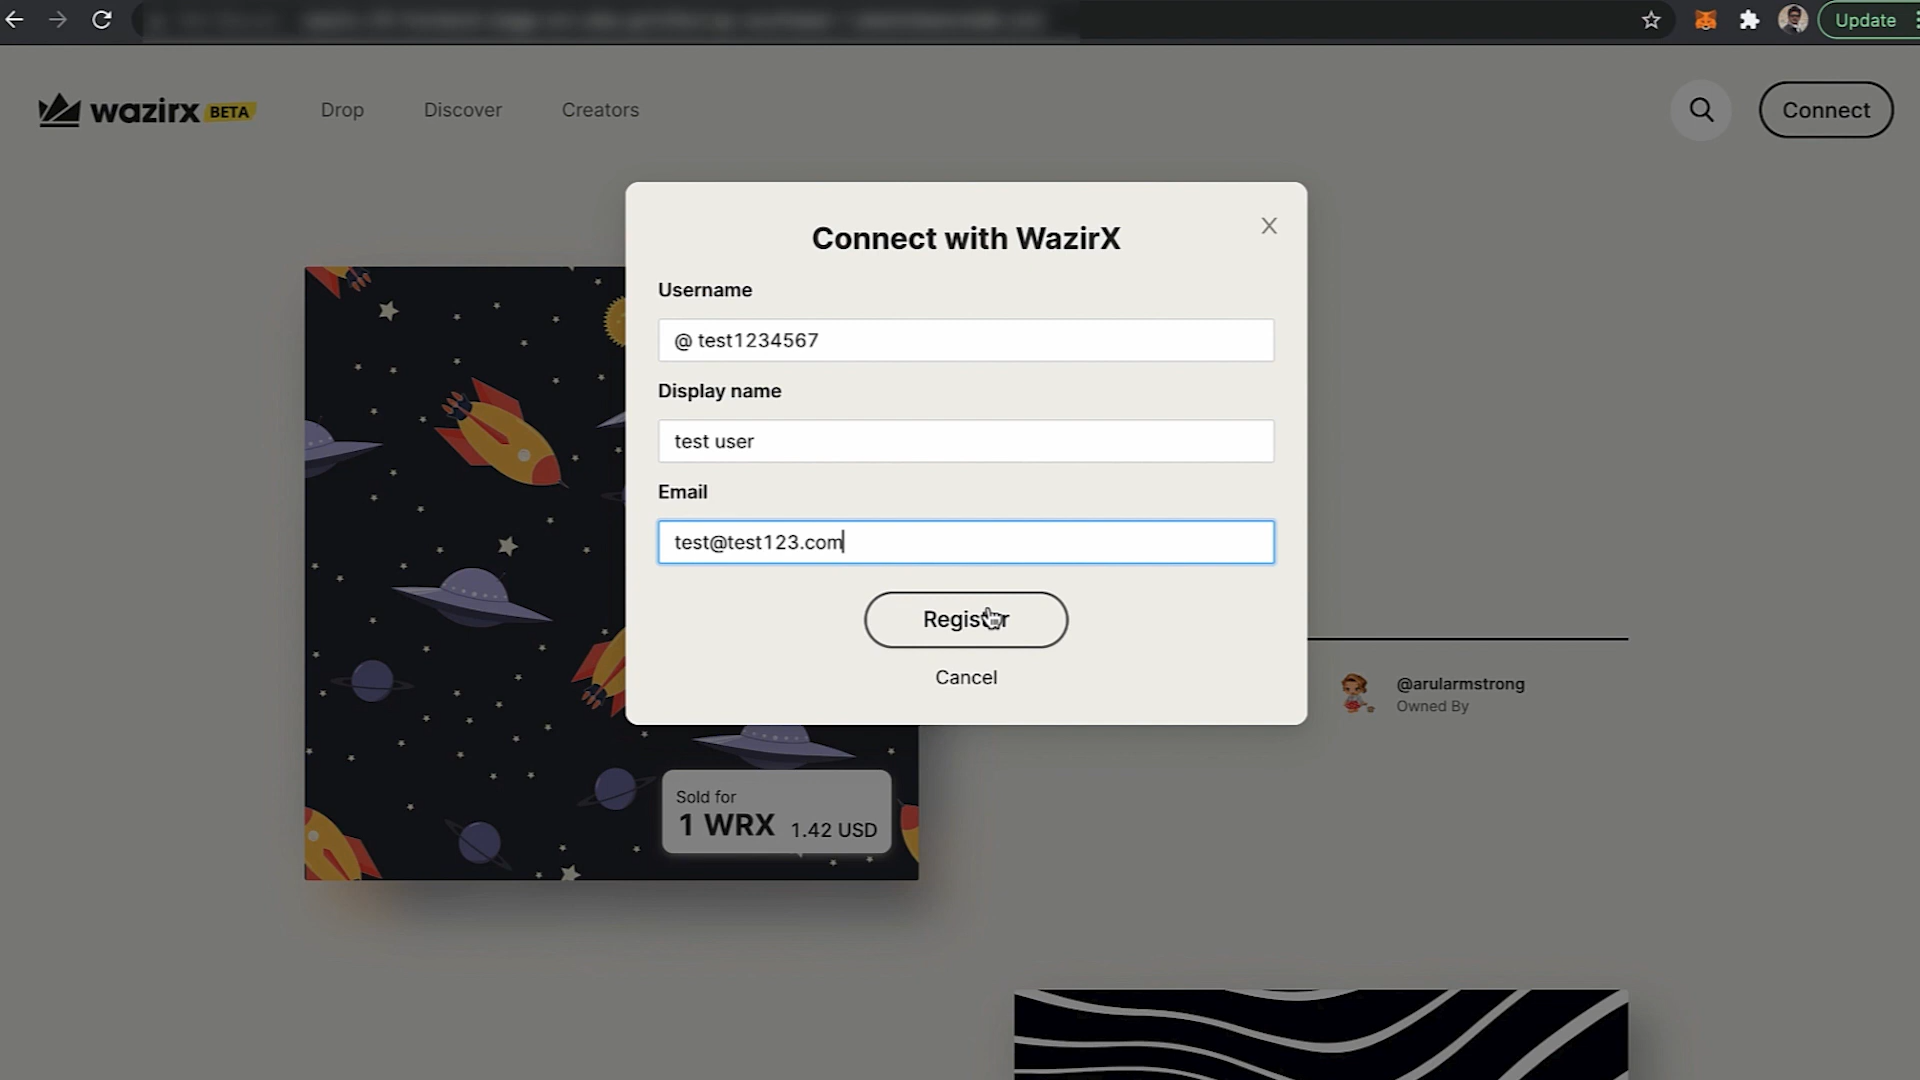 Update
wazirx BETA
Drop
Discover
Creators
Connect
Connect with WazirX
Username
@ test1234567
Display name
test user
Email
test@test123.com
Register
Cancel
@arularmstrong
Owned By
Sold for
1 WRX 1.42 USD